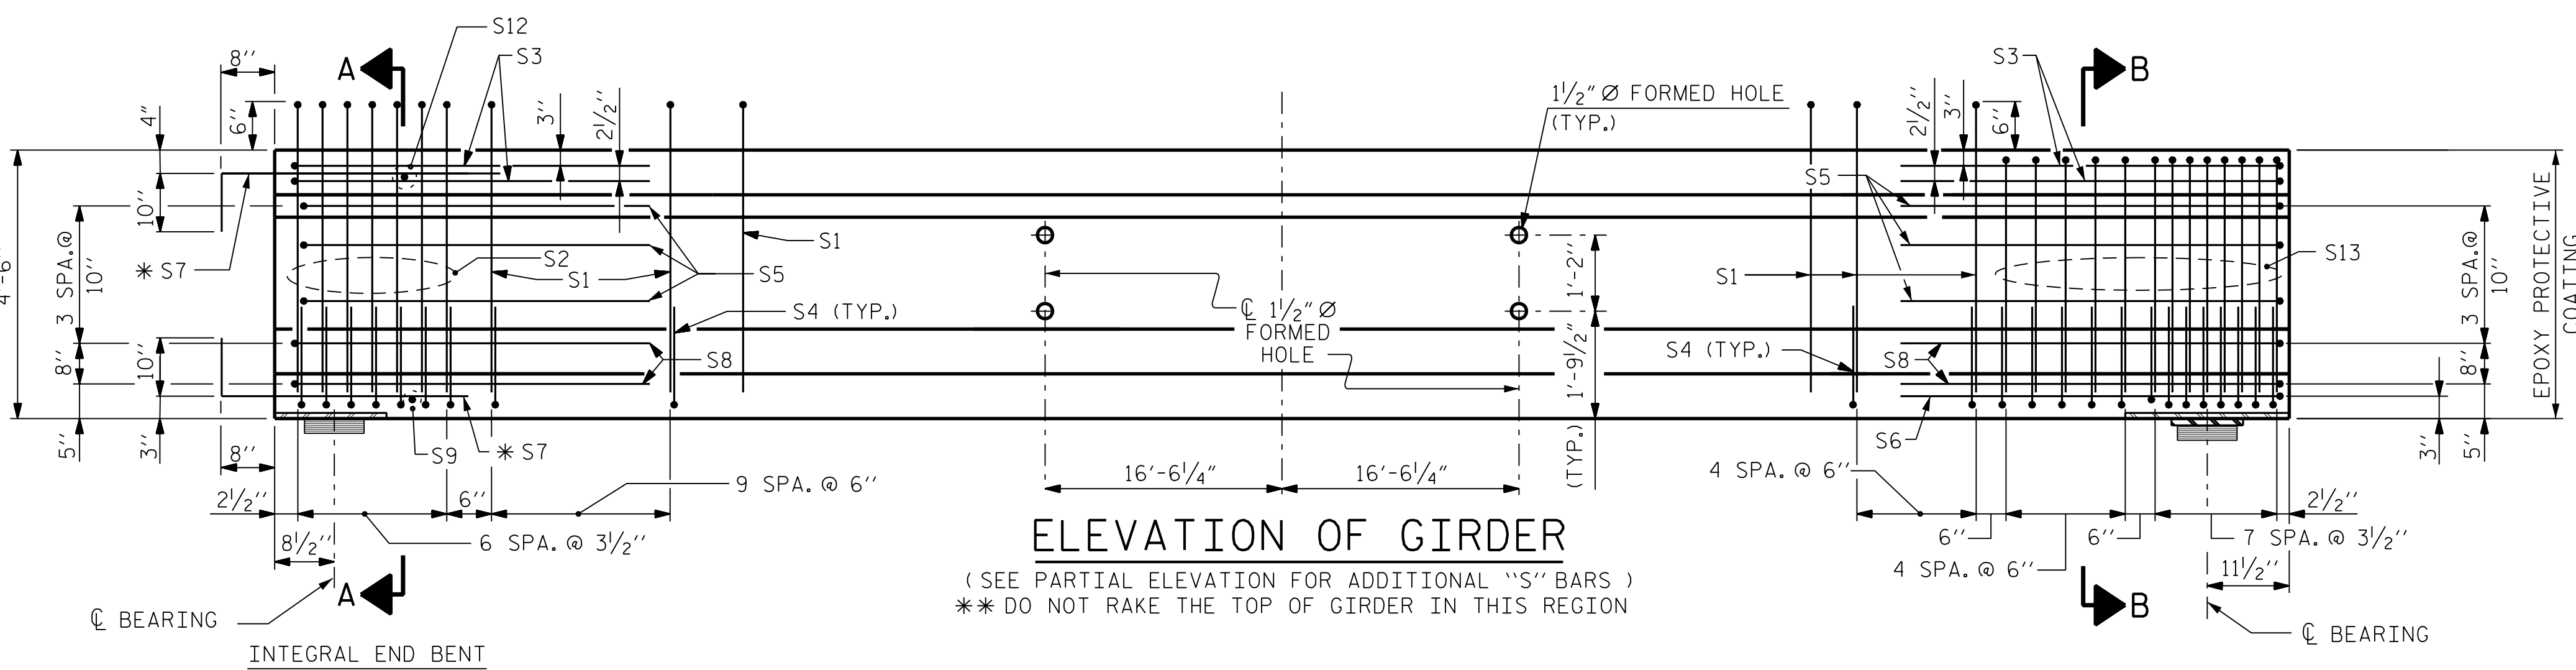 S12
S3
8"
A
4"
6"
3"
2½"
1½" Ø FORMED HOLE
(TYP.)
S3
B
2½"
3"
6"
4'-6"
10"
3 SPA.@
10"
✳ S7
S2
S1
S1
S5
S4 (TYP.)
S8
8"
10"
5"
3"
8"
S9
✳ S7
℄ 1½" Ø
FORMED
HOLE
1'-2"
1'-9½"
(TYP.)
S5
S1
S4 (TYP.)
S8
S6
S13
3 SPA.@
10"
8"
5"
3"
EPOXY PROTECTIVE
COATING
16'-6¼"
16'-6¼"
9 SPA. @ 6"
4 SPA. @ 6"
2½"
6"
6 SPA. @ 3½"
8½"
A
℄ BEARING
INTEGRAL END BENT
ELEVATION OF GIRDER
( SEE PARTIAL ELEVATION FOR ADDITIONAL "S" BARS )
✳✳ DO NOT RAKE THE TOP OF GIRDER IN THIS REGION
6"
4 SPA. @ 6"
6"
7 SPA. @ 3½"
2½"
11½"
B
℄ BEARING